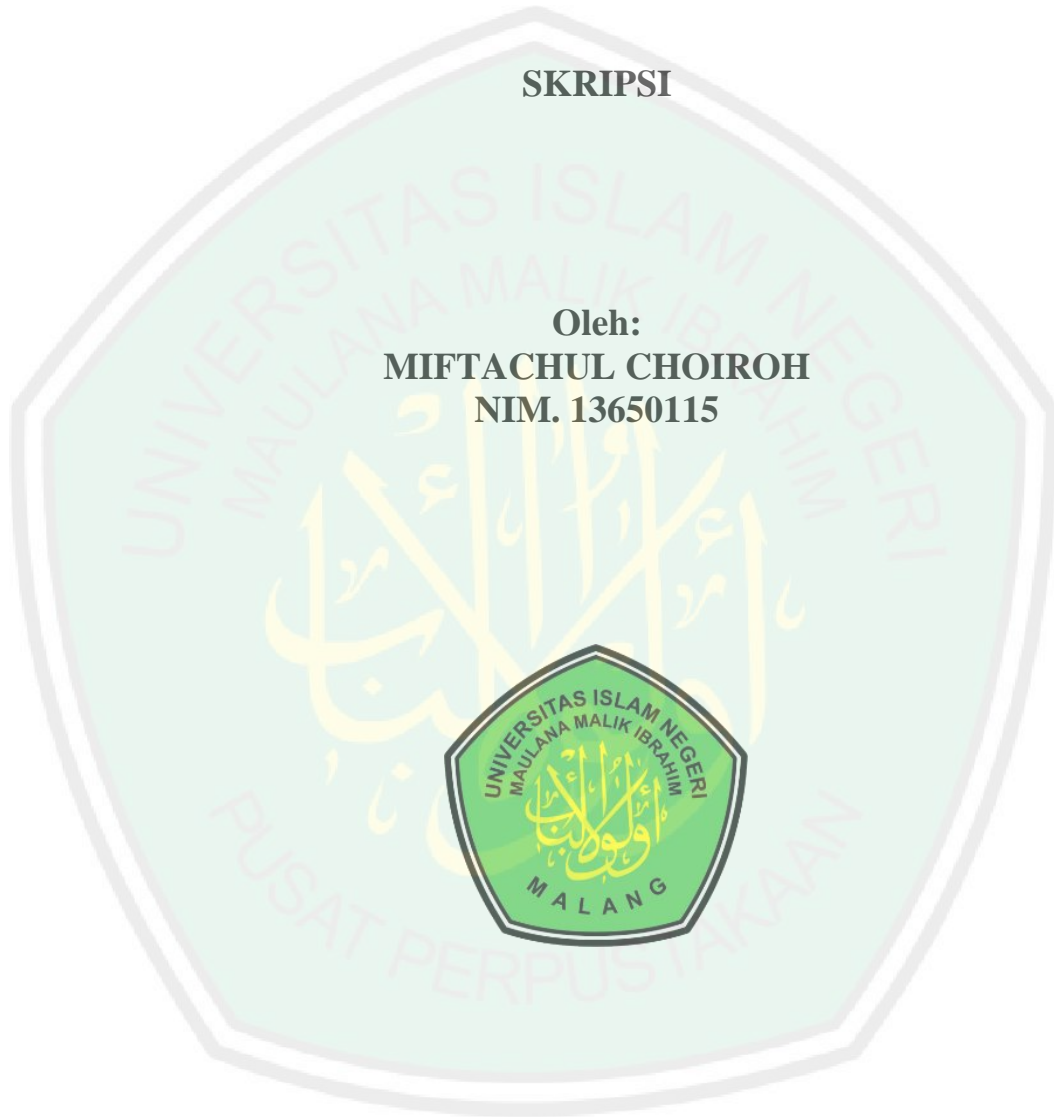 SKRIPSI
Oleh:
MIFTACHUL CHOIROH
NIM. 13650115
UNIVERSITAS ISLAM NEGERI
MAULANA MALIK IBRAHIM
أولو الألباب
PUSAT PERPUSTAKAAN
UNIVERSITAS ISLAM NEGERI
MAULANA MALIK IBRAHIM
أولو الألباب
MALANG